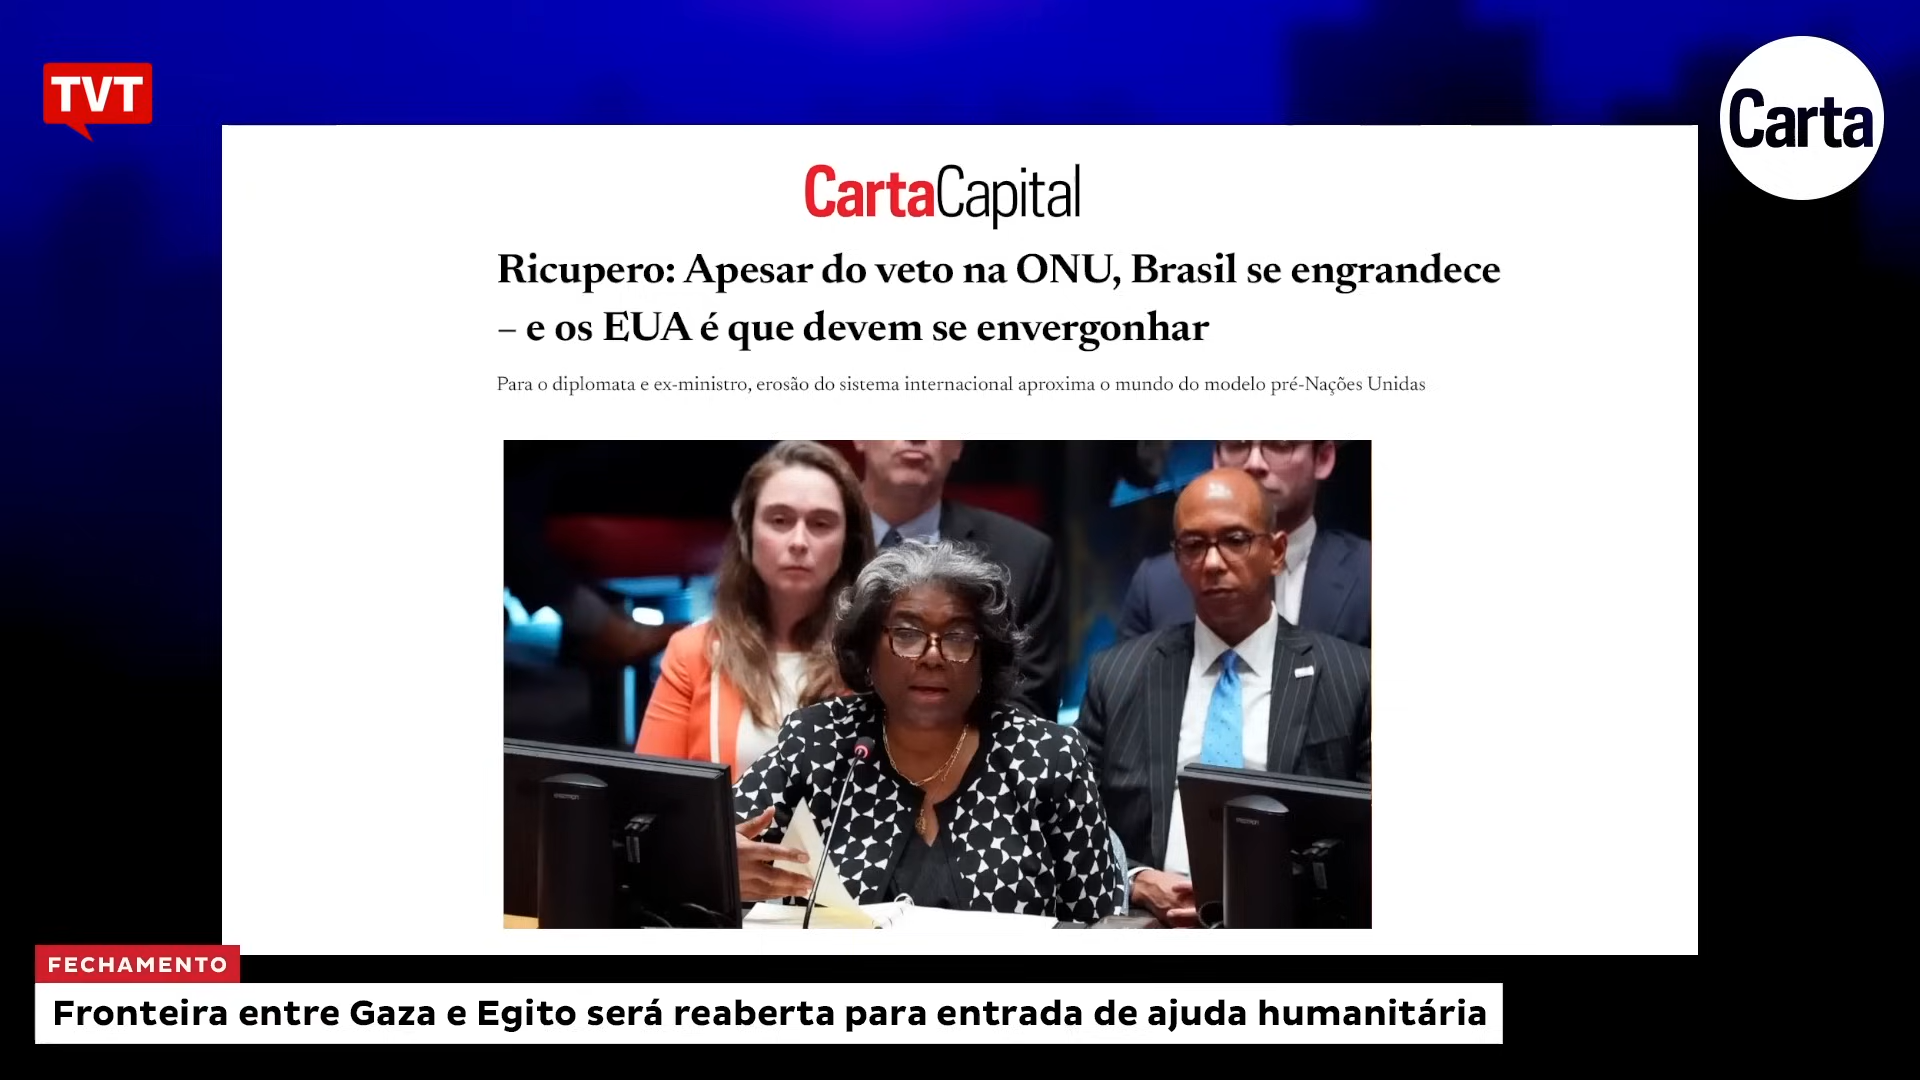 TVT
Carta
CartaCapital
Ricupero: Apesar do veto na ONU, Brasil se engrandece
– e os EUA é que devem se envergonhar
Para o diplomata e ex-ministro, erosão do sistema internacional aproxima o mundo do modelo pré-Nações Unidas
FECHAMENTO
Fronteira entre Gaza e Egito será reaberta para entrada de ajuda humanitária